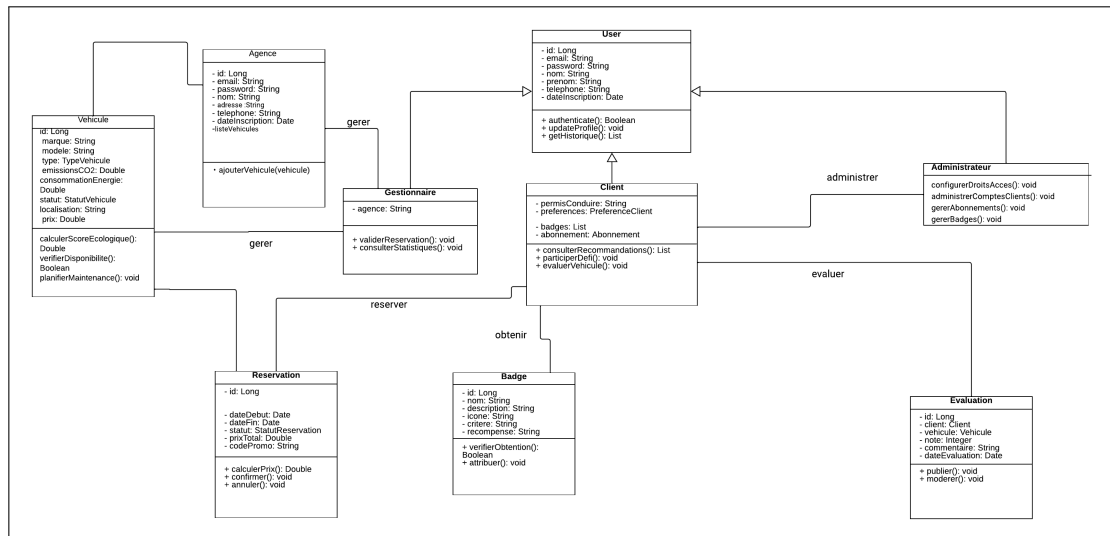 User
- id: Long
- email: String
- password: String
- nom: String
- prenom: String
- telephone: String
- dateInscription: Date
+ authenticate(): Boolean
+ updateProfile(): void
+ getHistorique(): List
Agence
- id: Long
- email: String
- password: String
- nom: String
- adresse :String
- telephone: String
- dateInscription: Date
-listeVehicules
• ajouterVehicule(vehicule)
gerer
Vehicule
id: Long
marque: String
modele: String
type: TypeVehicule
emissionsCO2: Double
consommationEnergie:
Double
statut: StatutVehicule
localisation: String
prix: Double
calculerScoreEcologique():
Double
verifierDisponibilite():
Boolean
planifierMaintenance(): void
gerer
Gestionnaire
- agence: String
+ validerReservation(): void
+ consulterStatistiques(): void
Client
- permisConduire: String
- preferences: PreferenceClient
- badges: List
- abonnement: Abonnement
+ consulterRecommandations(): List
+ participerDefi(): void
+ evaluerVehicule(): void
administrer
Administrateur
configurerDroitsAcces(): void
administrerComptesClients(): void
gererAbonnements(): void
gererBadges(): void
evaluer
reserver
obtenir
Reservation
- id: Long
- dateDebut: Date
- dateFin: Date
- statut: StatutReservation
- prixTotal: Double
- codePromo: String
+ calculerPrix(): Double
+ confirmer(): void
+ annuler(): void
Badge
- id: Long
- nom: String
- description: String
- icone: String
- critere: String
- recompense: String
+ verifierObtention():
Boolean
+ attribuer(): void
Evaluation
- id: Long
- client: Client
- vehicule: Vehicule
- note: Integer
- commentaire: String
- dateEvaluation: Date
+ publier(): void
+ moderer(): void